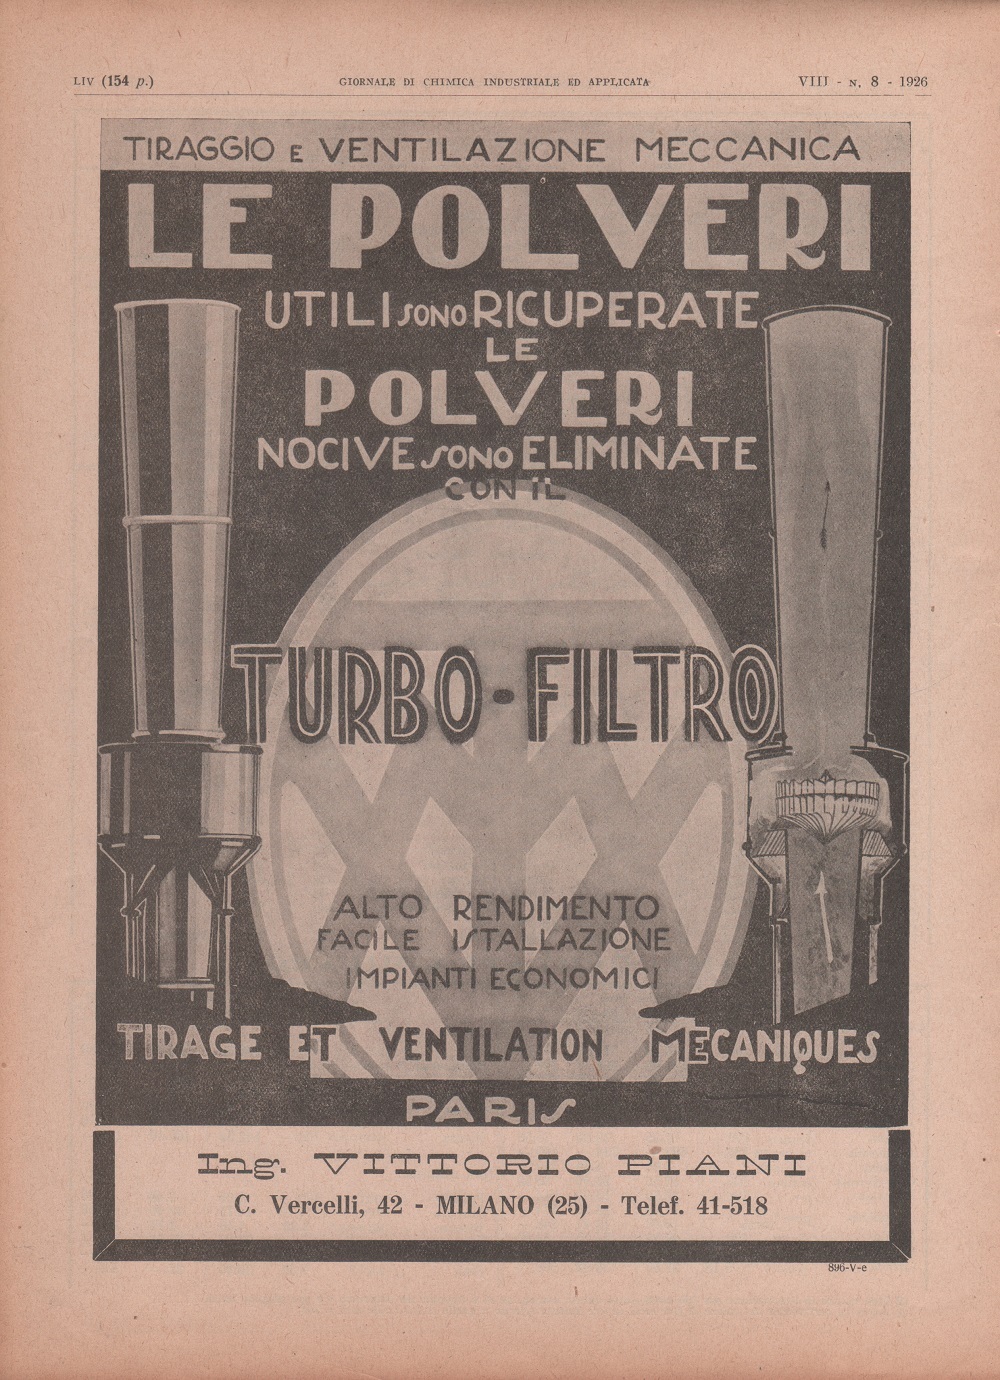 LIV (154 p.)
GIORNALE DI CHIMICA INDUSTRIALE ED APPLICATA
VIII - N. 8 - 1926
TIRAGGIO E VENTILAZIONE MECCANICA
LE POLVERI
UTILI SONO RICUPERATE
LE
POLVERI
NOCIVE SONO ELIMINATE
CON IL
TURBO-FILTRO
ALTO RENDIMENTO
FACILE ISTALLAZIONE
IMPIANTI ECONOMICI
TIRAGE ET VENTILATION MECANIQUES
PARIS
Ing. VITTORIO PIANI
C. Vercelli, 42 - MILANO (25) - Telef. 41-518
896-V-e